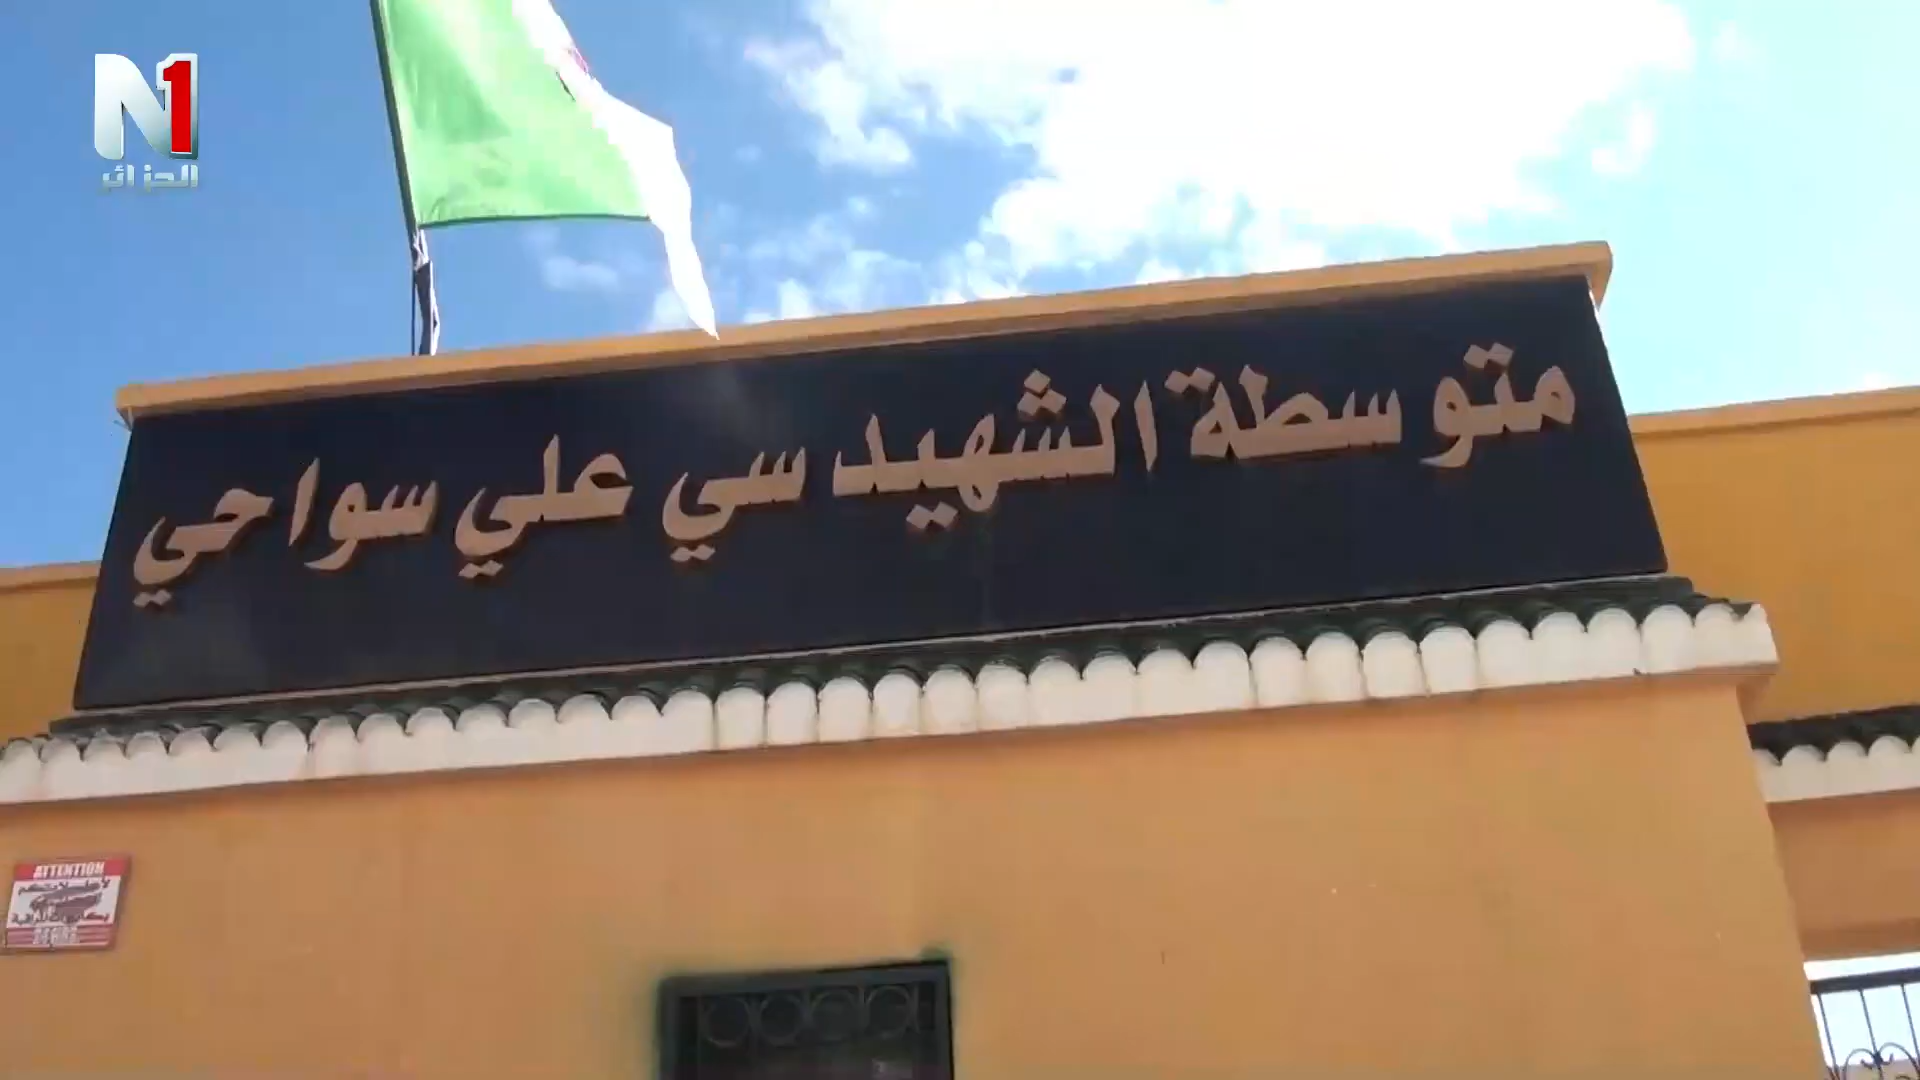 N1
الجزائر
متوسطة الشهيد سي علي سواحي
ATTENTION